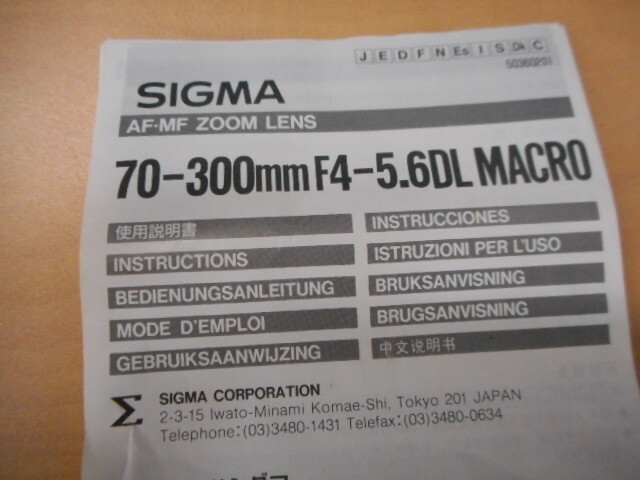 J E D F N Es I S Dk C
50380201
SIGMA
AF·MF ZOOM LENS
70–300mm F4–5.6DL MACRO
使用説明書
INSTRUCTIONS
BEDIENUNGSANLEITUNG
MODE D'EMPLOI
GEBRUIKSAANWIJZING
INSTRUCCIONES
ISTRUZIONI PER L'USO
BRUKSANVISNING
BRUGSANVISNING
中文说明书
SIGMA CORPORATION
2-3-15 Iwato-Minami Komae-Shi, Tokyo 201 JAPAN
Telephone:(03)3480-1431 Telefax:(03)3480-0634